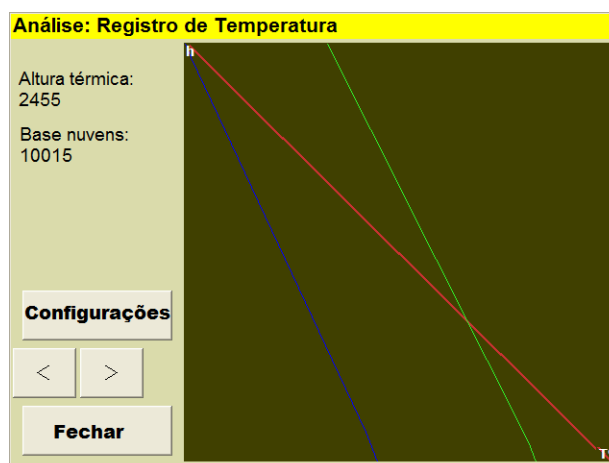 Análise: Registro de Temperatura
h
Altura térmica:
2455
Base nuvens:
10015
Configurações
< >
Fechar
T